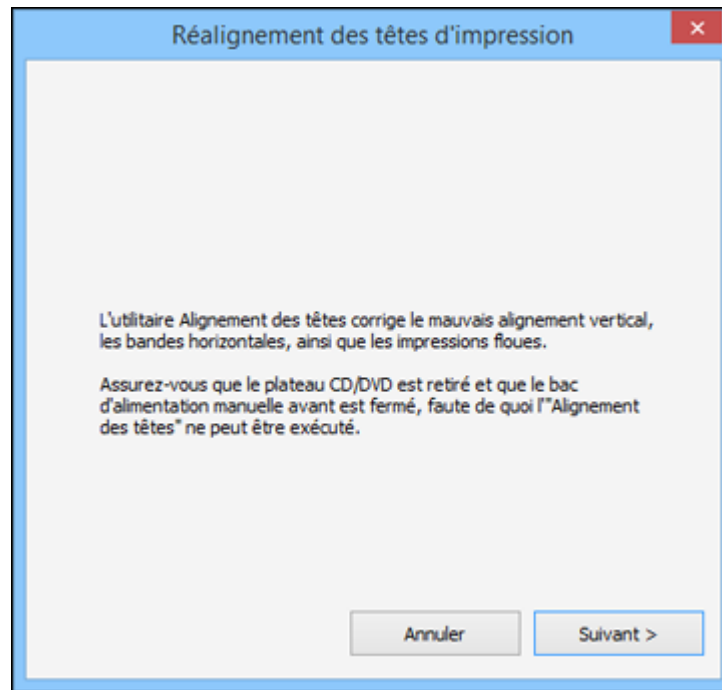 Réalignement des têtes d'impression
L'utilitaire Alignement des têtes corrige le mauvais alignement vertical,
les bandes horizontales, ainsi que les impressions floues.
Assurez-vous que le plateau CD/DVD est retiré et que le bac
d'alimentation manuelle avant est fermé, faute de quoi l'"Alignement
des têtes" ne peut être exécuté.
Annuler
Suivant >